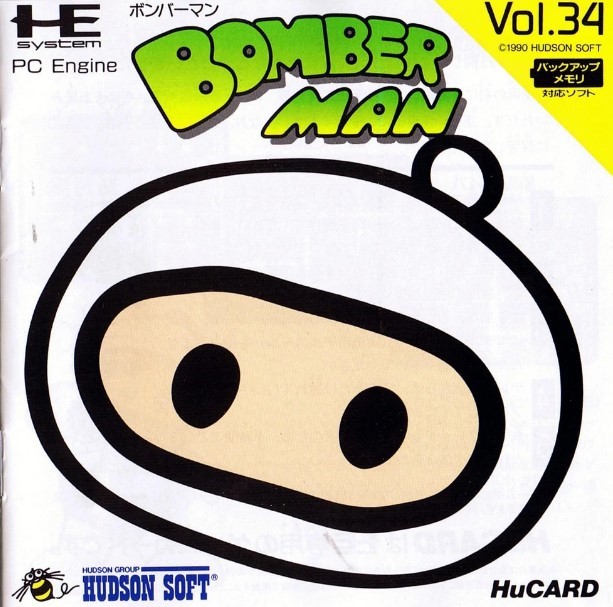 HE
system
PC Engine
ボンバーマン
BOMBER
MAN
Vol.34
©1990 HUDSON SOFT
バックアップ
メモリ
対応ソフト
HUDSON GROUP
HUDSON SOFT®
HuCARD